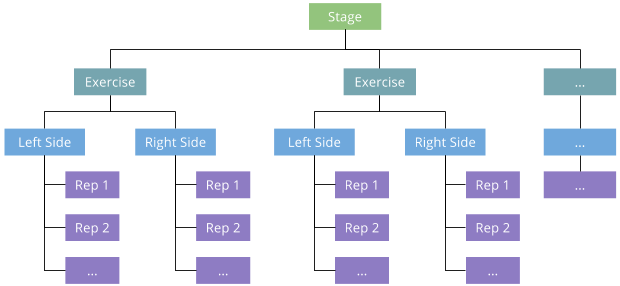 Stage
Exercise
Exercise
...
Left Side
Right Side
Left Side
Right Side
...
Rep 1
Rep 1
Rep 1
Rep 1
...
Rep 2
Rep 2
Rep 2
Rep 2
...
...
...
...